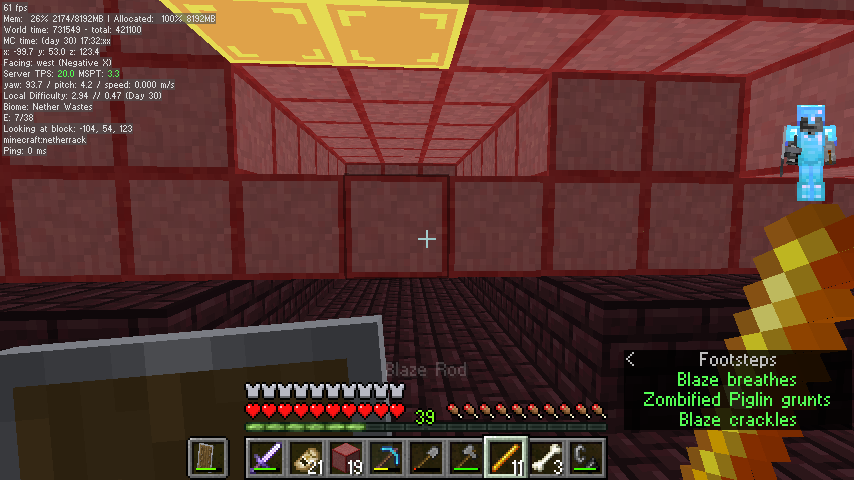 61 fps
Mem: 26% 2174/8192MB | Allocated: 100% 8192MB
World time: 731549 - total: 421100
MC time: (day 30) 17:32:xx
x: -99.7 y: 53.0 z: 123.4
Facing: west (Negative X)
Server TPS: 20.0 MSPT: 3.3
yaw: 93.7 / pitch: 4.2 / speed: 0.000 m/s
Local Difficulty: 2.94 // 0.47 (Day 30)
Biome: Nether Wastes
E: 7/38
Looking at block: -104, 54, 123
minecraft:netherrack
Ping: 0 ms
Blaze Rod
< Footsteps
Blaze breathes
Zombified Piglin grunts
Blaze crackles
39
21 19 11 3